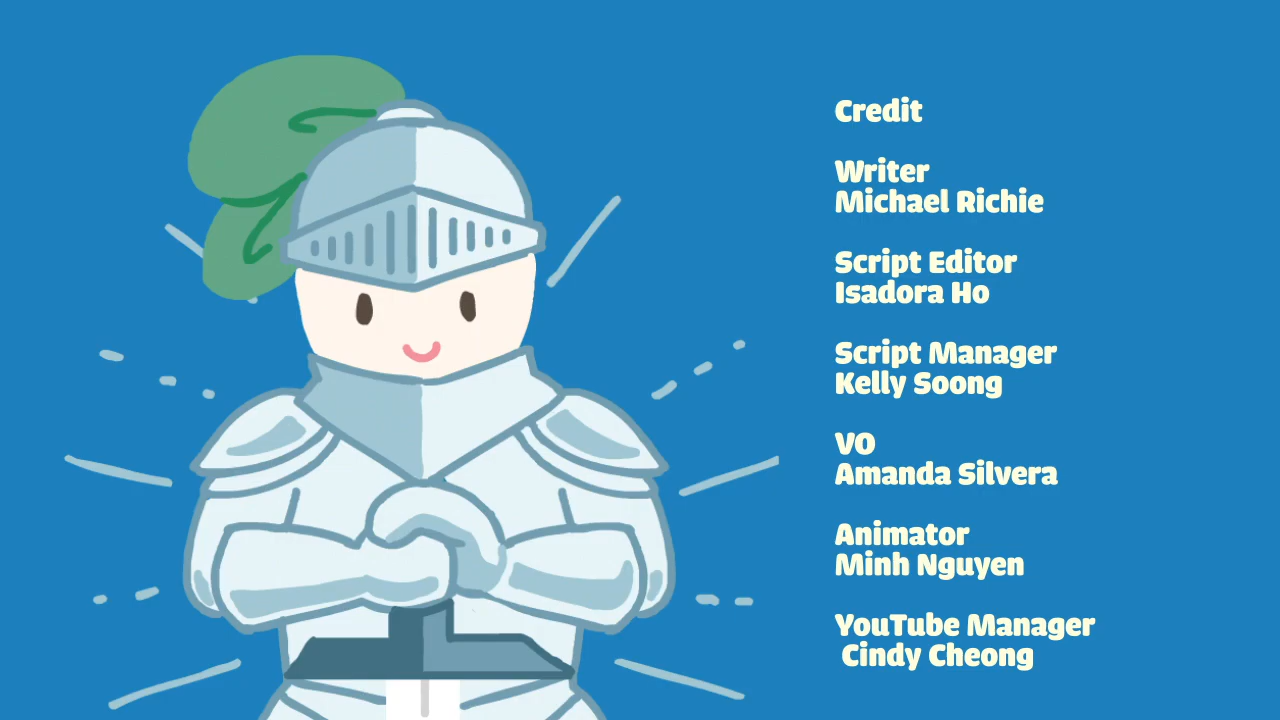 Credit
Writer
Michael Richie
Script Editor
Isadora Ho
Script Manager
Kelly Soong
VO
Amanda Silvera
Animator
Minh Nguyen
YouTube Manager
Cindy Cheong